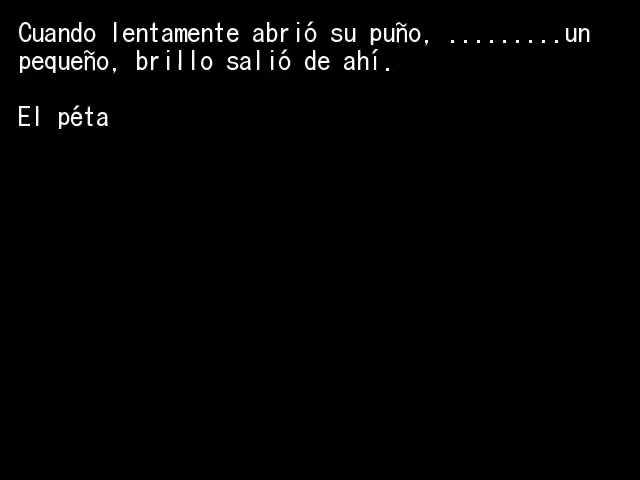 Cuando lentamente abrió su puño, .........un
pequeño, brillo salió de ahí.
El péta